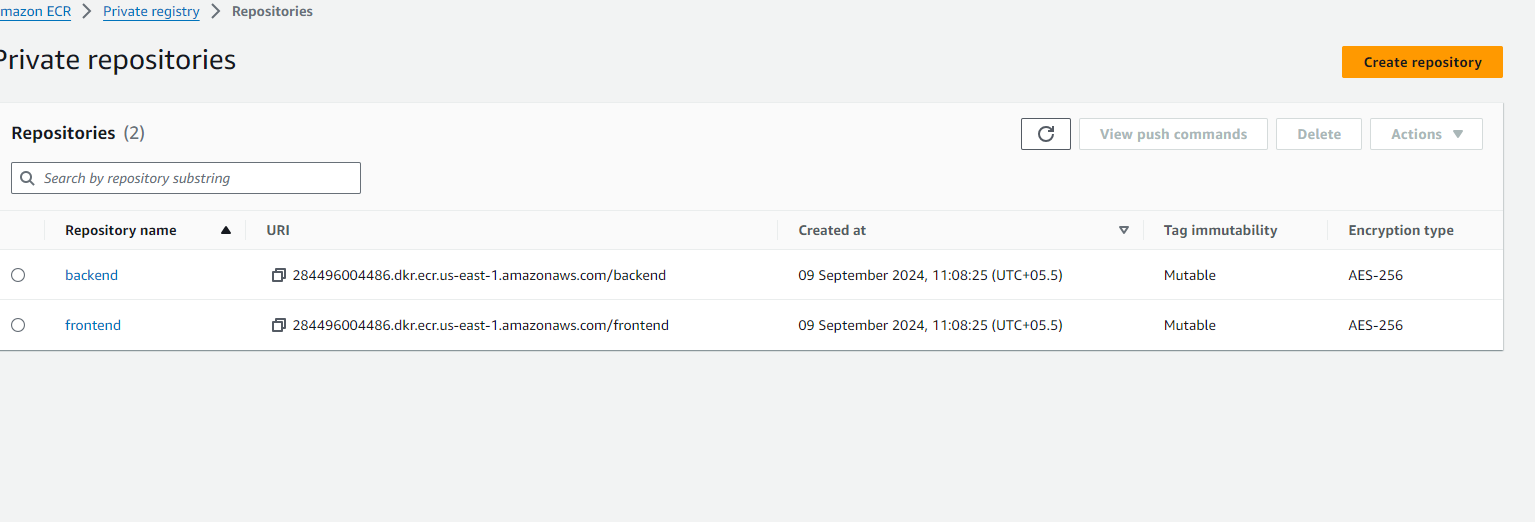 mazon ECR > Private registry > Repositories
Private repositories
Create repository
Repositories (2)
View push commands
Delete
Actions
Search by repository substring
Repository name URI Created at Tag immutability Encryption type
backend 284496004486.dkr.ecr.us-east-1.amazonaws.com/backend 09 September 2024, 11:08:25 (UTC+05.5) Mutable AES-256
frontend 284496004486.dkr.ecr.us-east-1.amazonaws.com/frontend 09 September 2024, 11:08:25 (UTC+05.5) Mutable AES-256